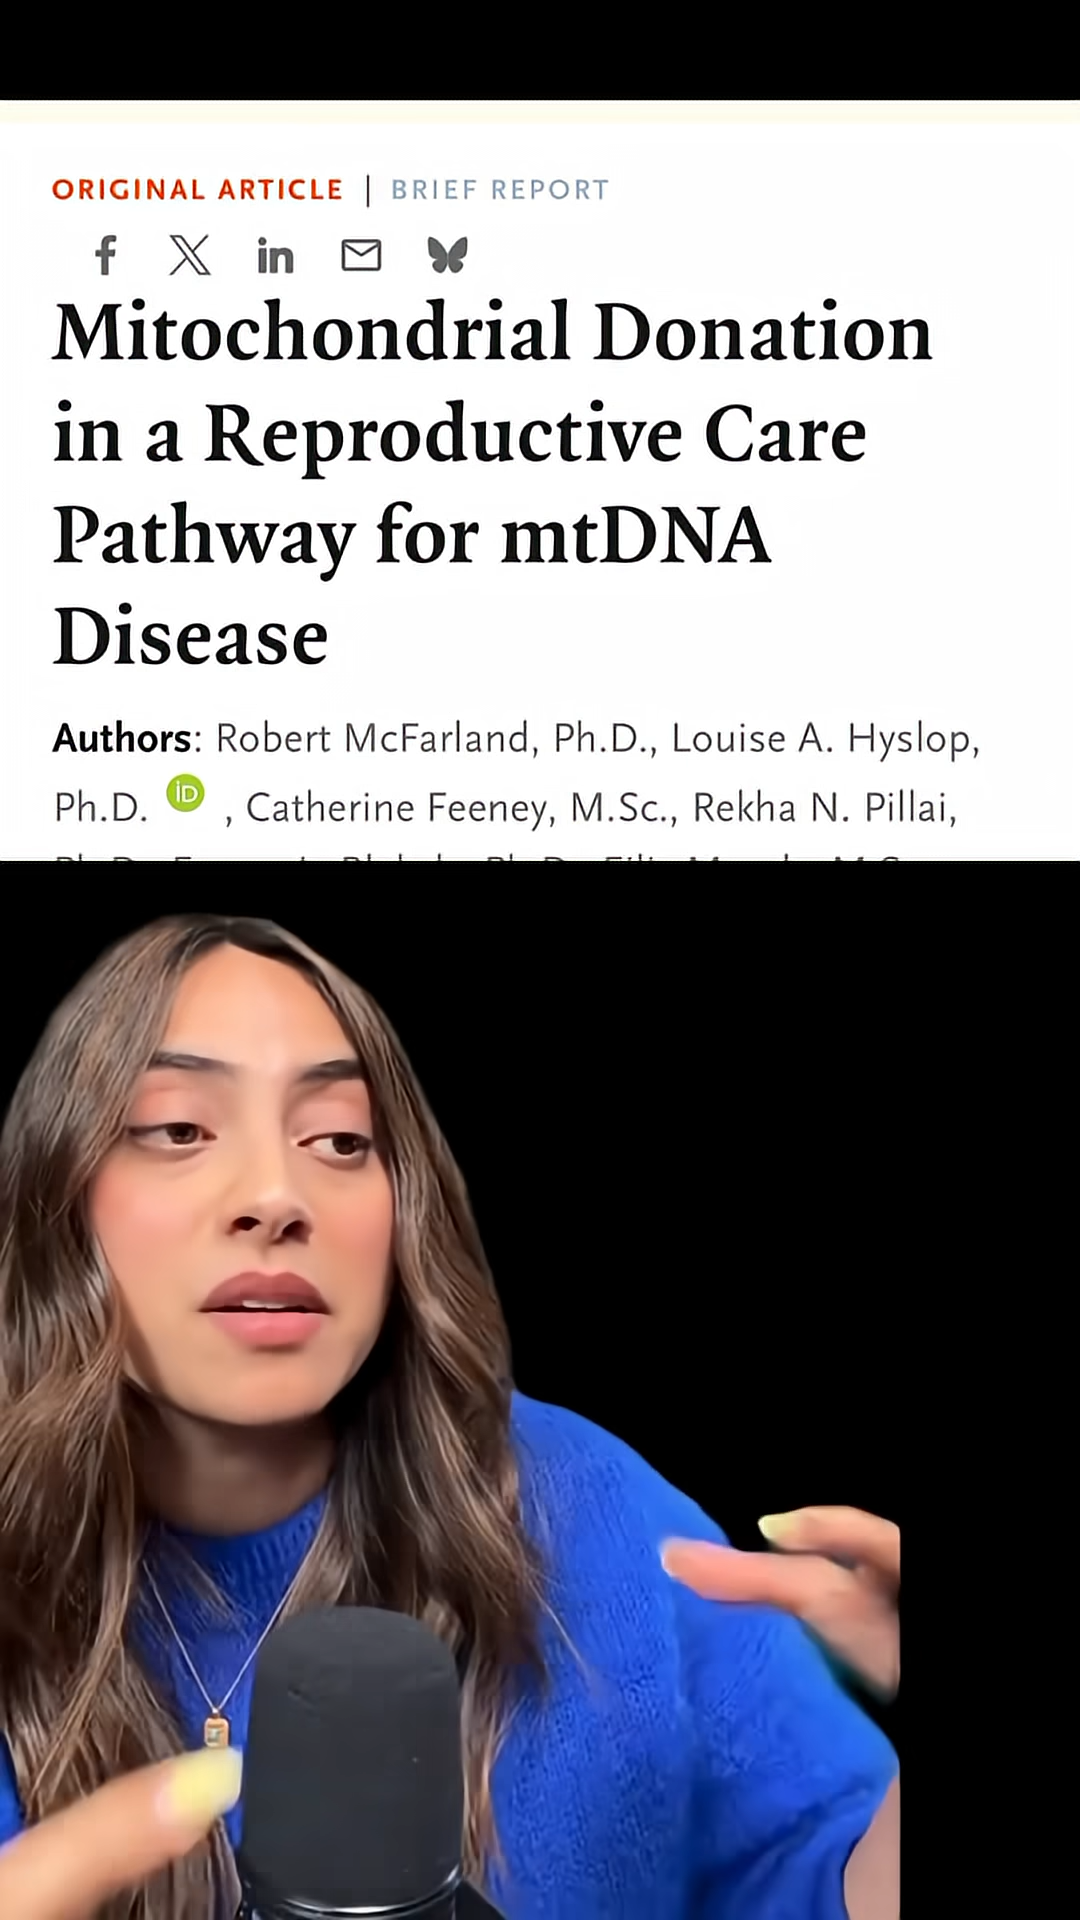 ORIGINAL ARTICLE | BRIEF REPORT
Mitochondrial Donation
in a Reproductive Care
Pathway for mtDNA
Disease
Authors: Robert McFarland, Ph.D., Louise A. Hyslop,
Ph.D. iD , Catherine Feeney, M.Sc., Rekha N. Pillai,